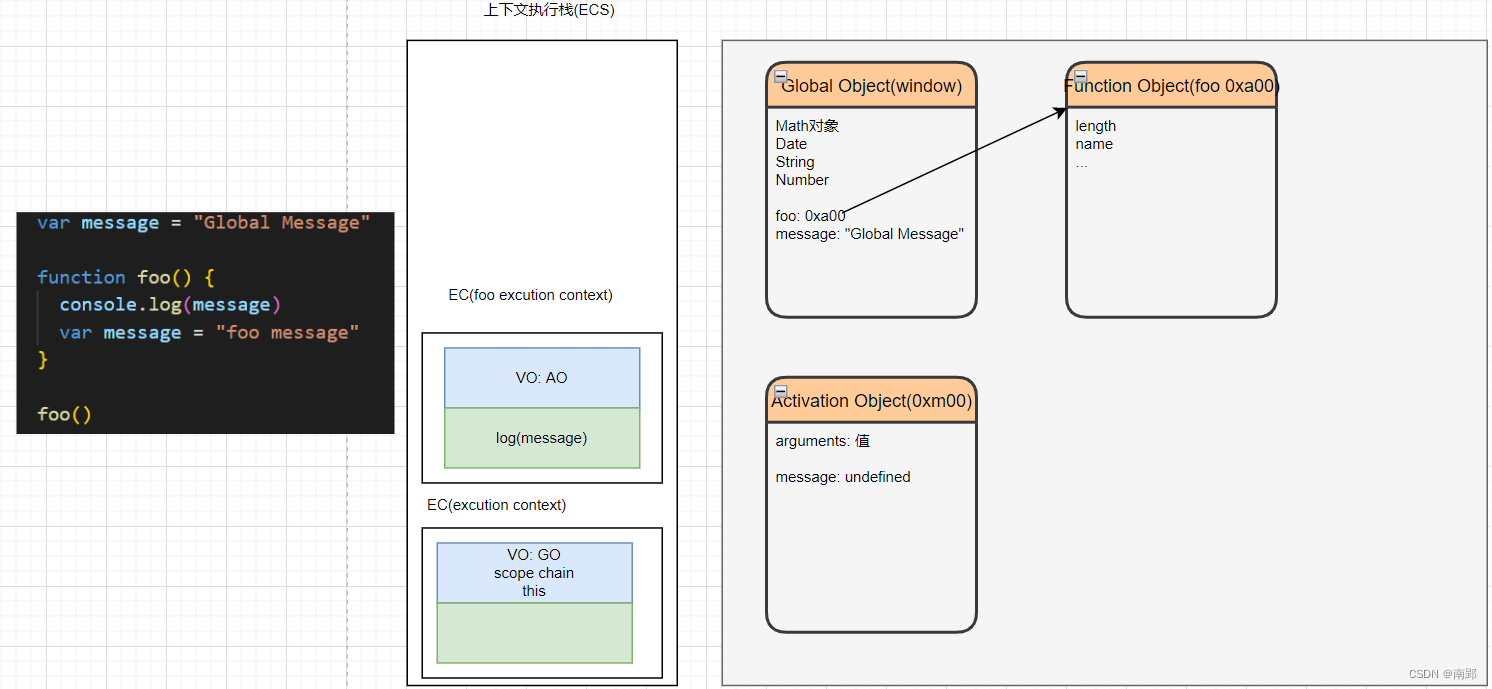 上下文执行栈(ECS)
var message = "Global Message"
function foo() {
console.log(message)
var message = "foo message"
}
foo()
EC(foo excution context)
VO: AO
log(message)
EC(excution context)
VO: GO
scope chain
this
Global Object(window)
Math对象
Date
String
Number
foo: 0xa00
message: "Global Message"
Function Object(foo 0xa00)
length
name
...
Activation Object(0xm00)
arguments: 值
message: undefined
CSDN @南郢